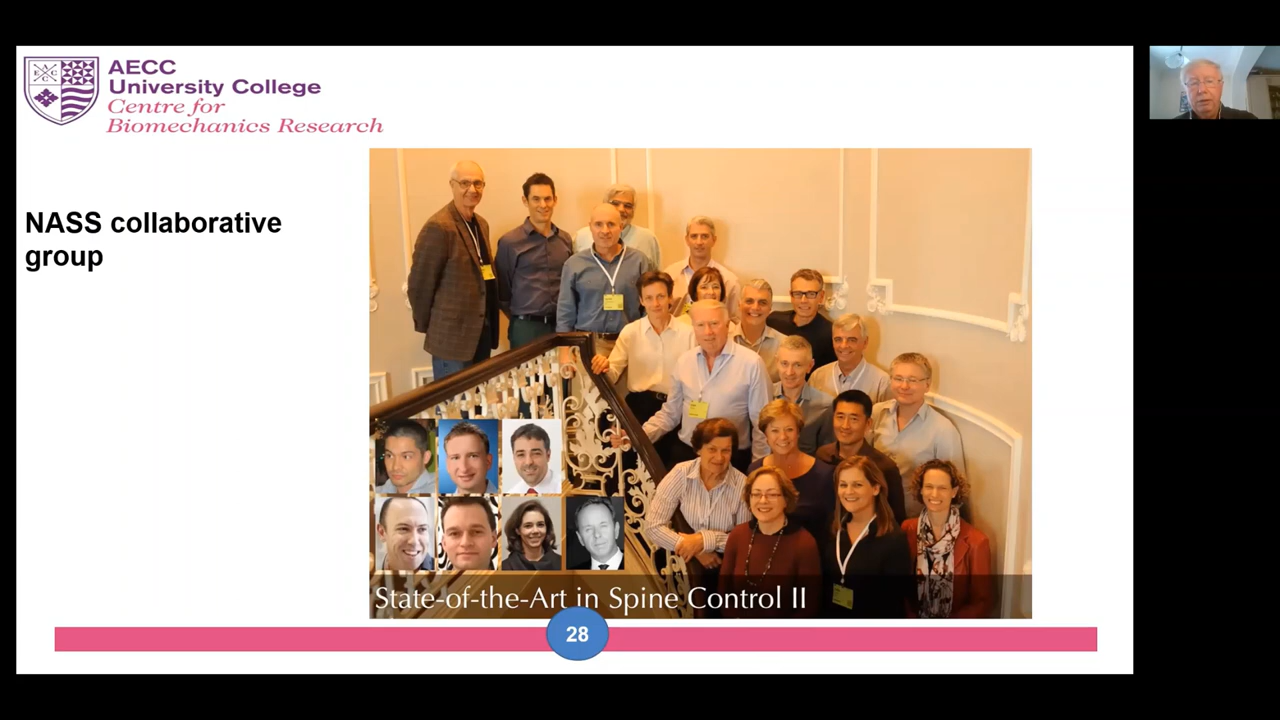 AECC
University College
Centre for
Biomechanics Research
NASS collaborative
group
State-of-the-Art in Spine Control II
28